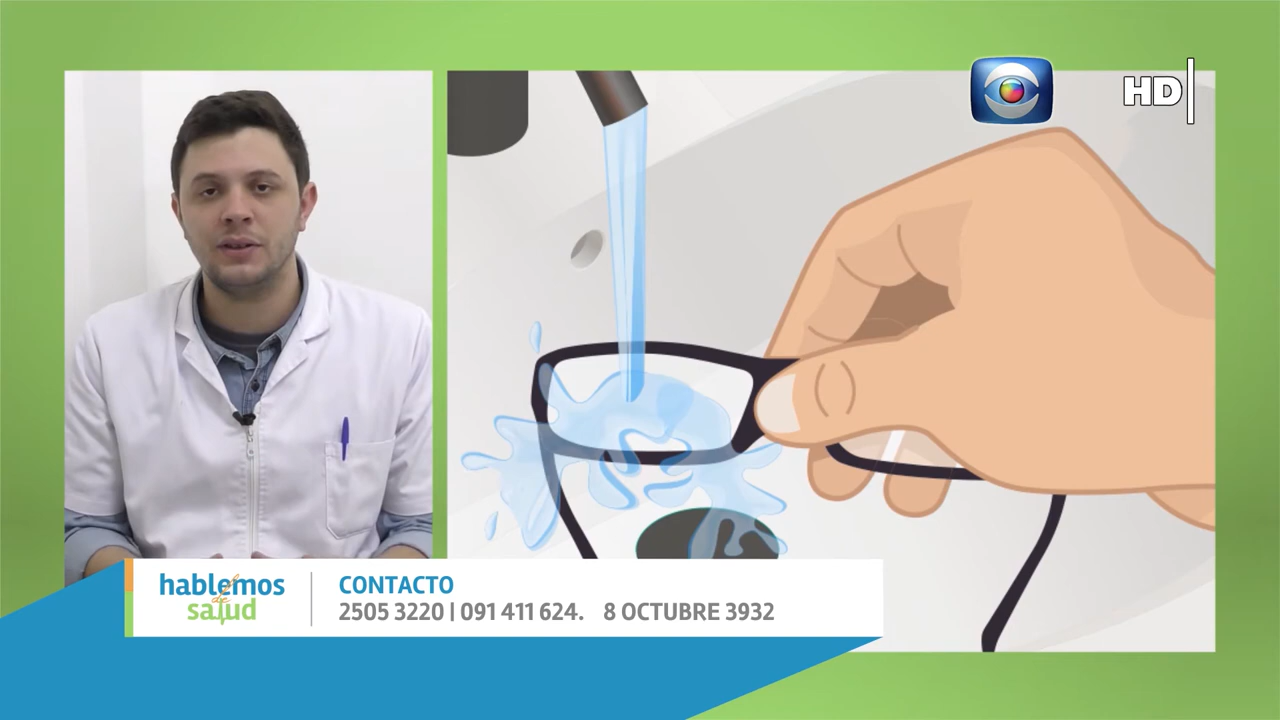 HD
hablemos
de
salud
CONTACTO
2505 3220 | 091 411 624. 8 OCTUBRE 3932